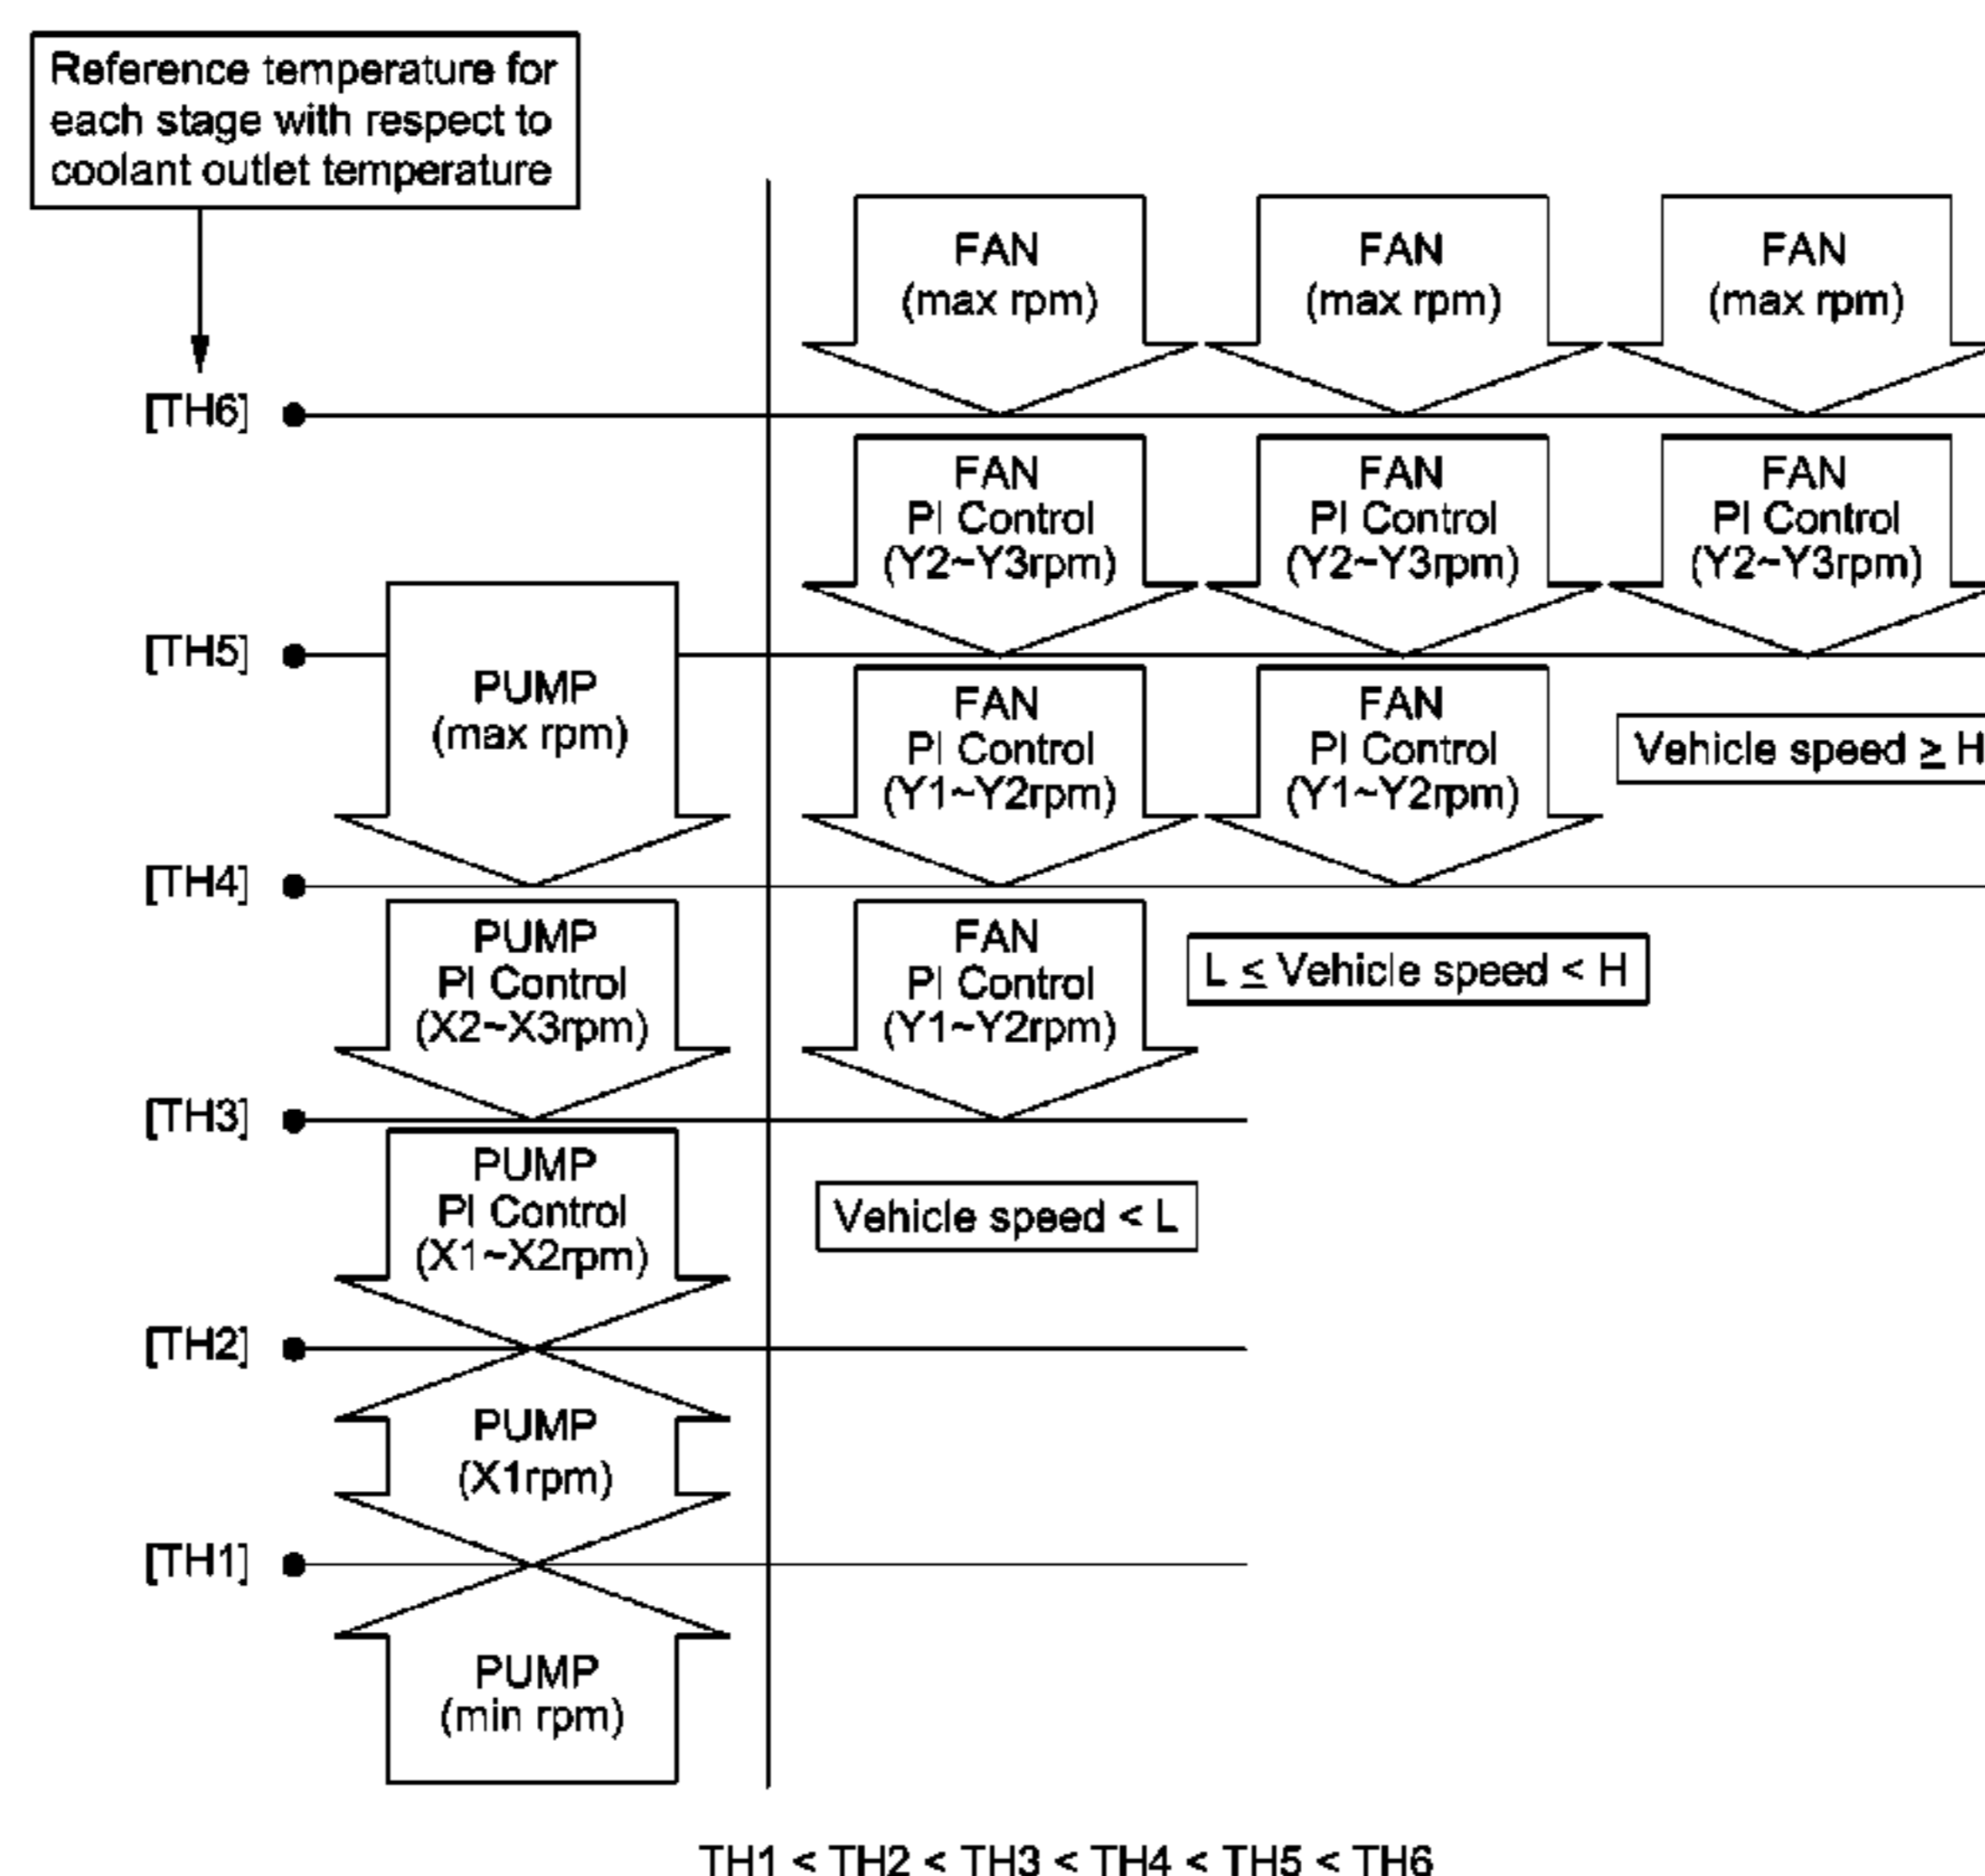 Reference temperature for
each stage with respect to
coolant outlet temperature
FAN
(max rpm)
FAN
(max rpm)
FAN
(max rpm)
[TH6]
FAN
PI Control
(Y2~Y3rpm)
FAN
PI Control
(Y2~Y3rpm)
FAN
PI Control
(Y2~Y3rpm)
[TH5]
PUMP
(max rpm)
FAN
PI Control
(Y1~Y2rpm)
FAN
PI Control
(Y1~Y2rpm)
Vehicle speed ≥ H
[TH4]
PUMP
PI Control
(X2~X3rpm)
FAN
PI Control
(Y1~Y2rpm)
L ≤ Vehicle speed < H
[TH3]
PUMP
PI Control
(X1~X2rpm)
Vehicle speed < L
[TH2]
PUMP
(X1rpm)
[TH1]
PUMP
(min rpm)
TH1 < TH2 < TH3 < TH4 < TH5 < TH6